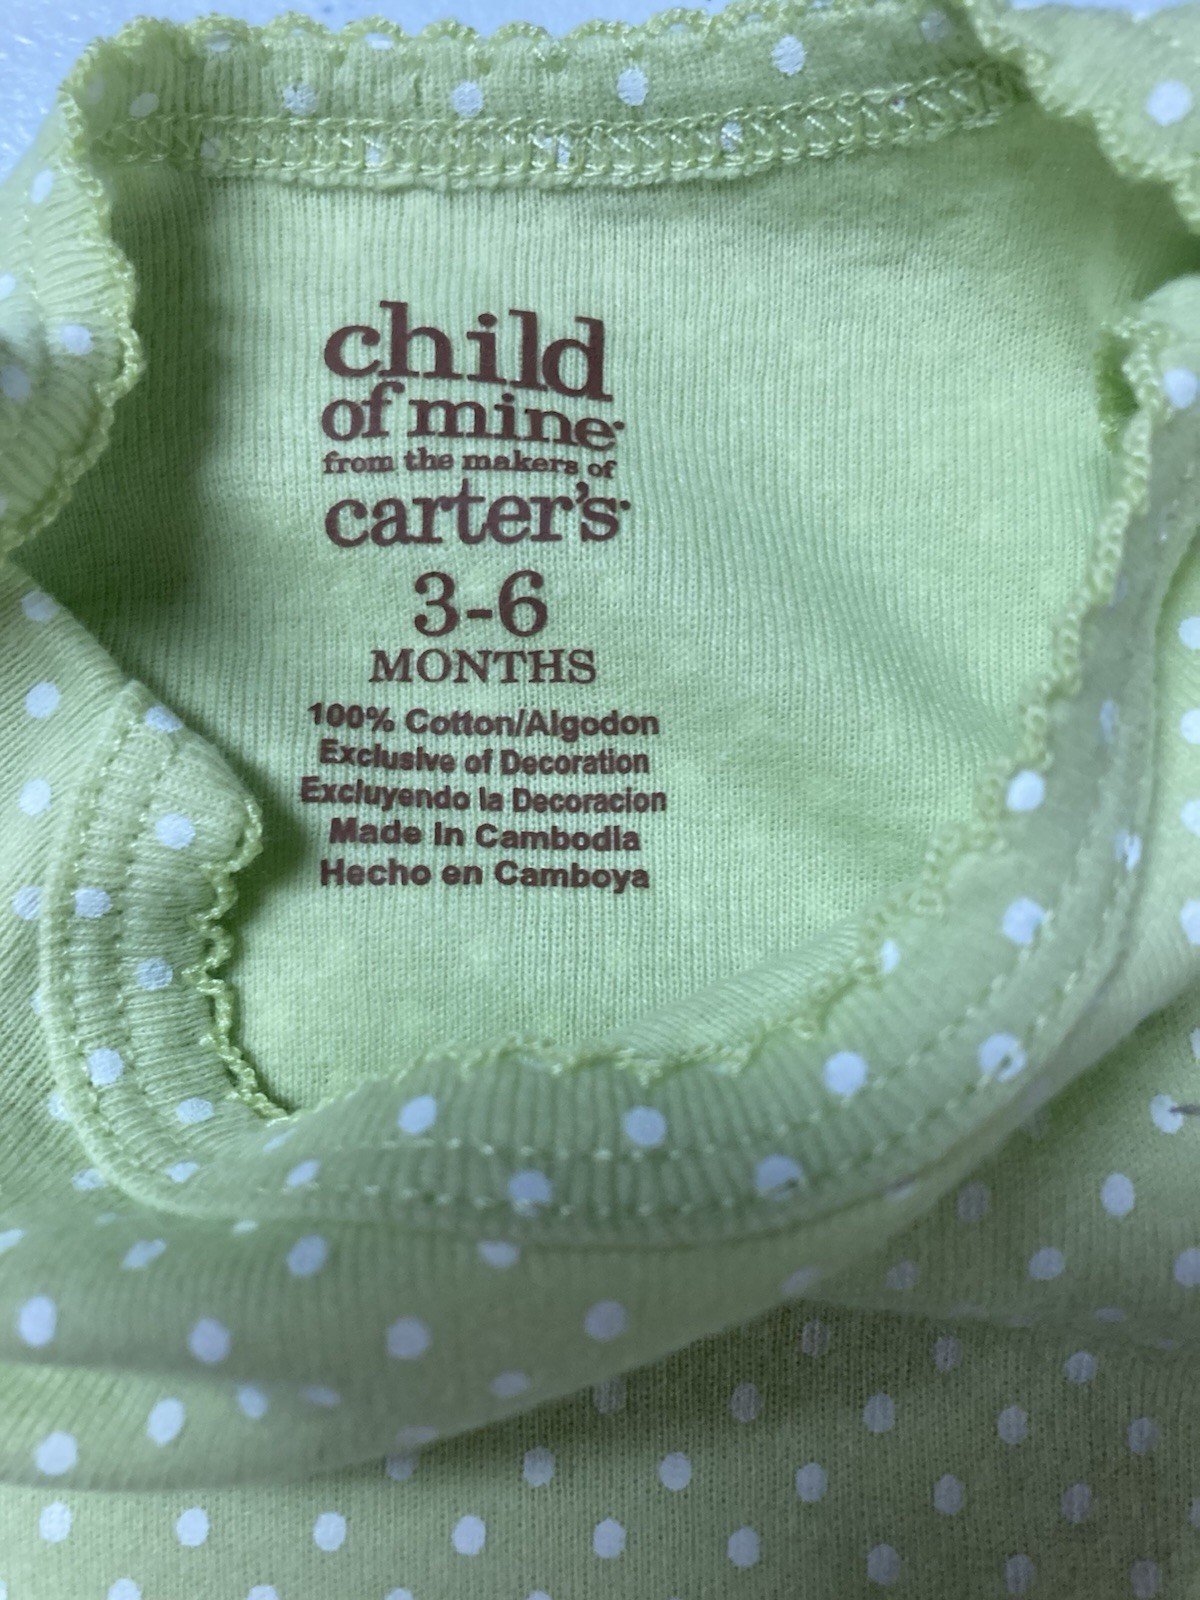 child
of mine
from the makers of
carter's
3-6
MONTHS
100% Cotton/Algodon
Exclusive of Decoration
Excluyendo la Decoracion
Made In Cambodia
Hecho en Camboya